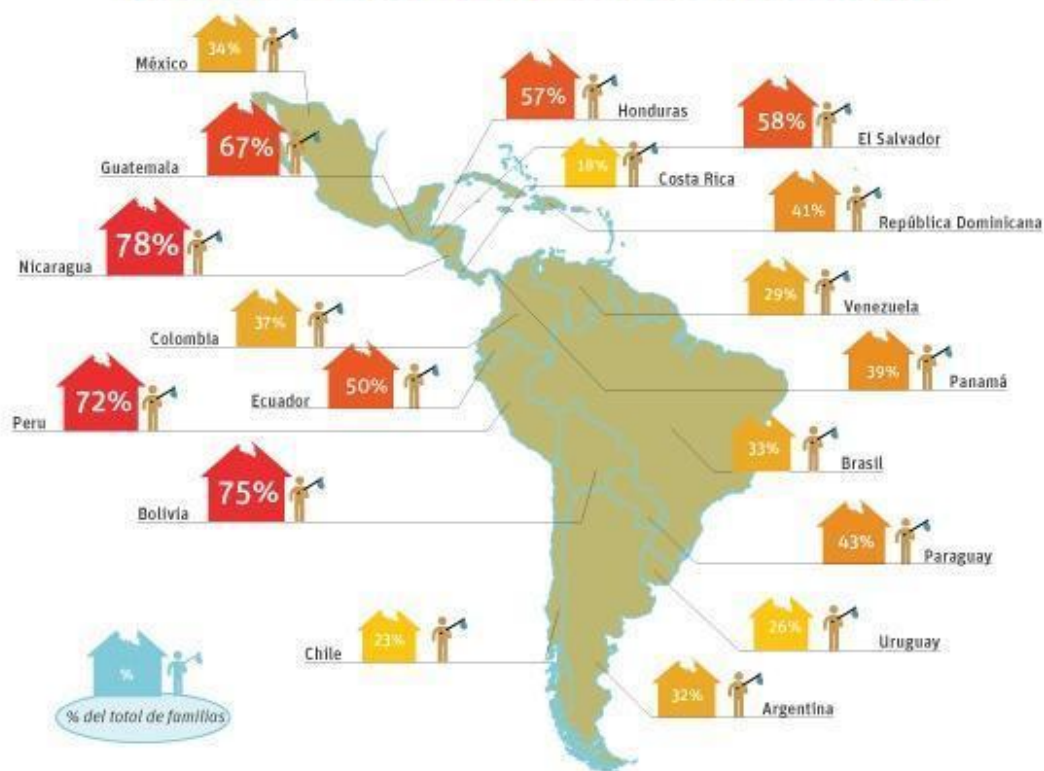 34%
México
57%
Honduras
58%
El Salvador
67%
Guatemala
18%
Costa Rica
41%
República Dominicana
78%
Nicaragua
29%
Venezuela
37%
Colombia
39%
Panamá
50%
Ecuador
72%
Peru
33%
Brasil
75%
Bolivia
43%
Paraguay
23%
Chile
26%
Uruguay
32%
Argentina
%
% del total de familias